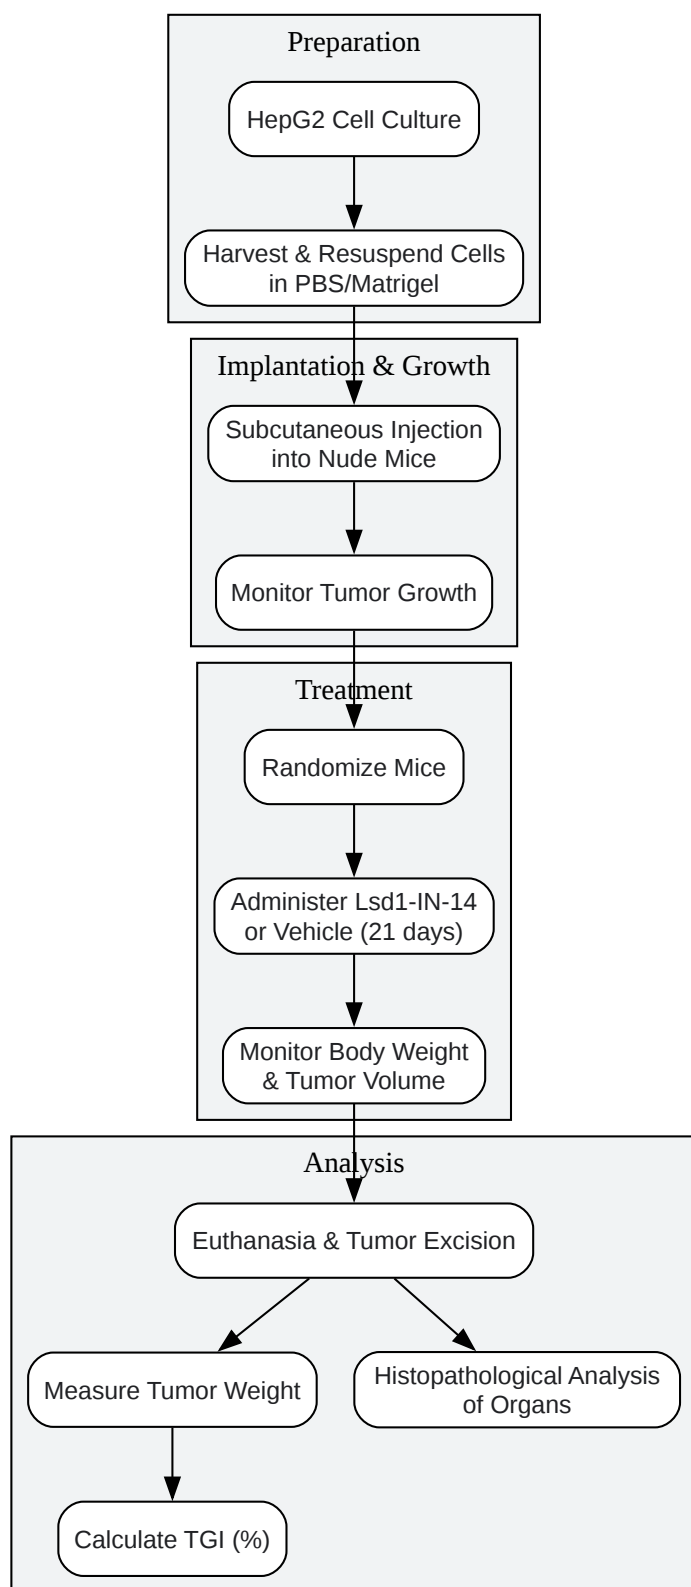 Preparation
HepG2 Cell Culture
Harvest & Resuspend Cells
in PBS/Matrigel
Implantation & Growth
Subcutaneous Injection
into Nude Mice
Monitor Tumor Growth
Treatment
Randomize Mice
Administer Lsd1-IN-14
or Vehicle (21 days)
Monitor Body Weight
& Tumor Volume
Analysis
Euthanasia & Tumor Excision
Measure Tumor Weight
Histopathological Analysis
of Organs
Calculate TGI (%)